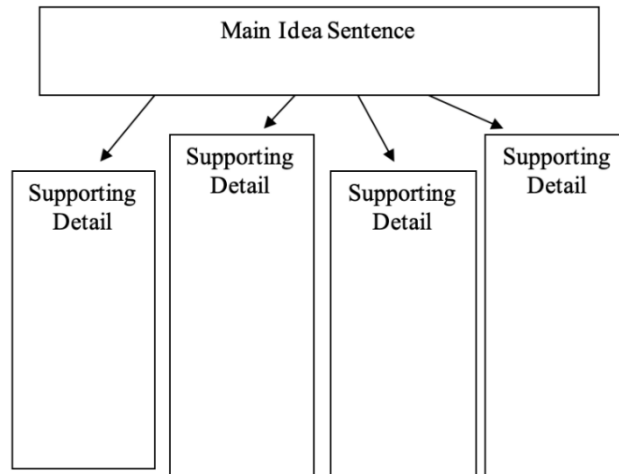 Main Idea Sentence
Supporting
Detail
Supporting
Detail
Supporting
Detail
Supporting
Detail